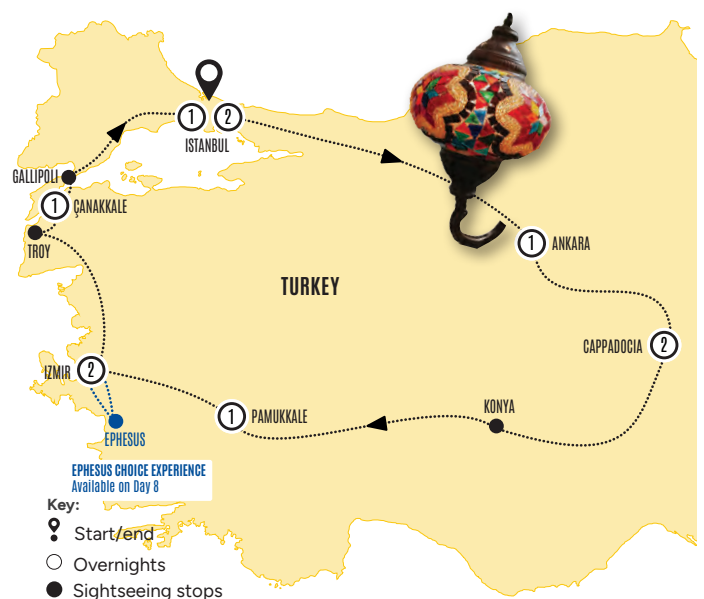 1
2
ISTANBUL
GALLIPOLI
1
ÇANAKKALE
TROY
1
ANKARA
TURKEY
CAPPADOCIA
2
IZMIR
2
1
PAMUKKALE
KONYA
EPHESUS
EPHESUS CHOICE EXPERIENCE
Available on Day 8
Key:
Start/end
Overnights
Sightseeing stops